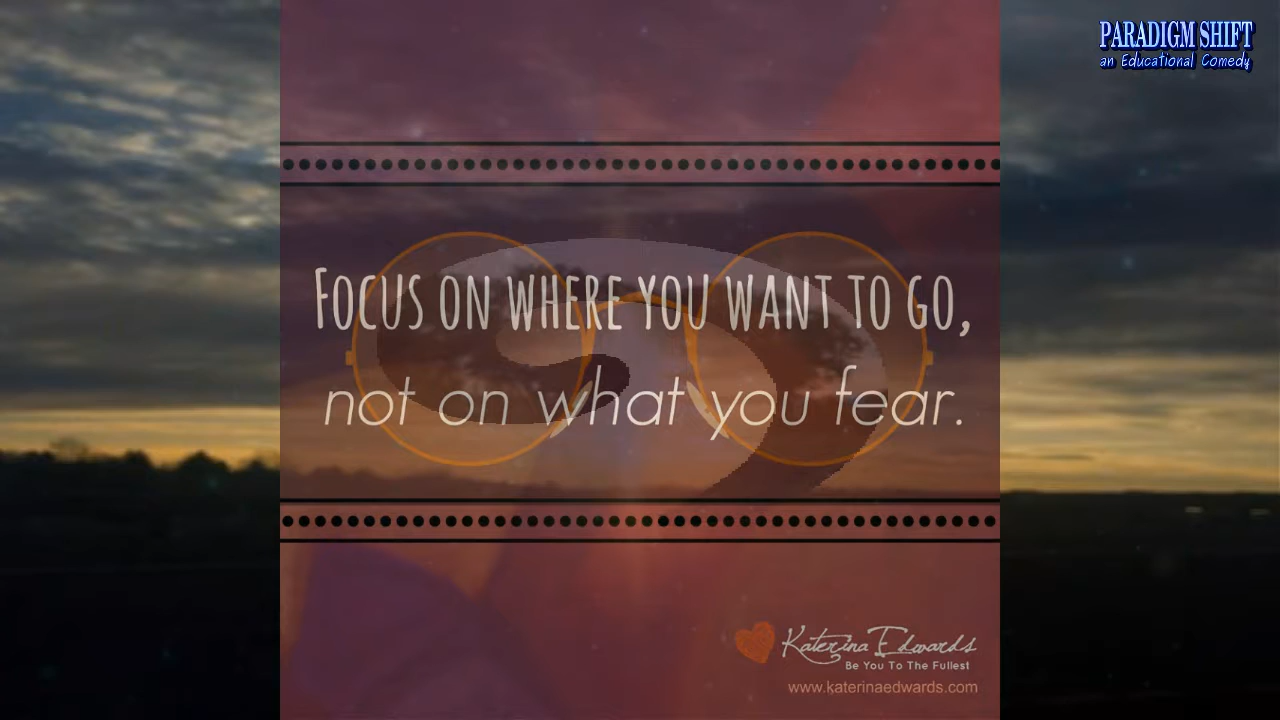 PARADIGM SHIFT
an Educational Comedy
Focus on where you want to go,
not on what you fear.
Katerina Edwards
Be You To The Fullest
www.katerinaedwards.com